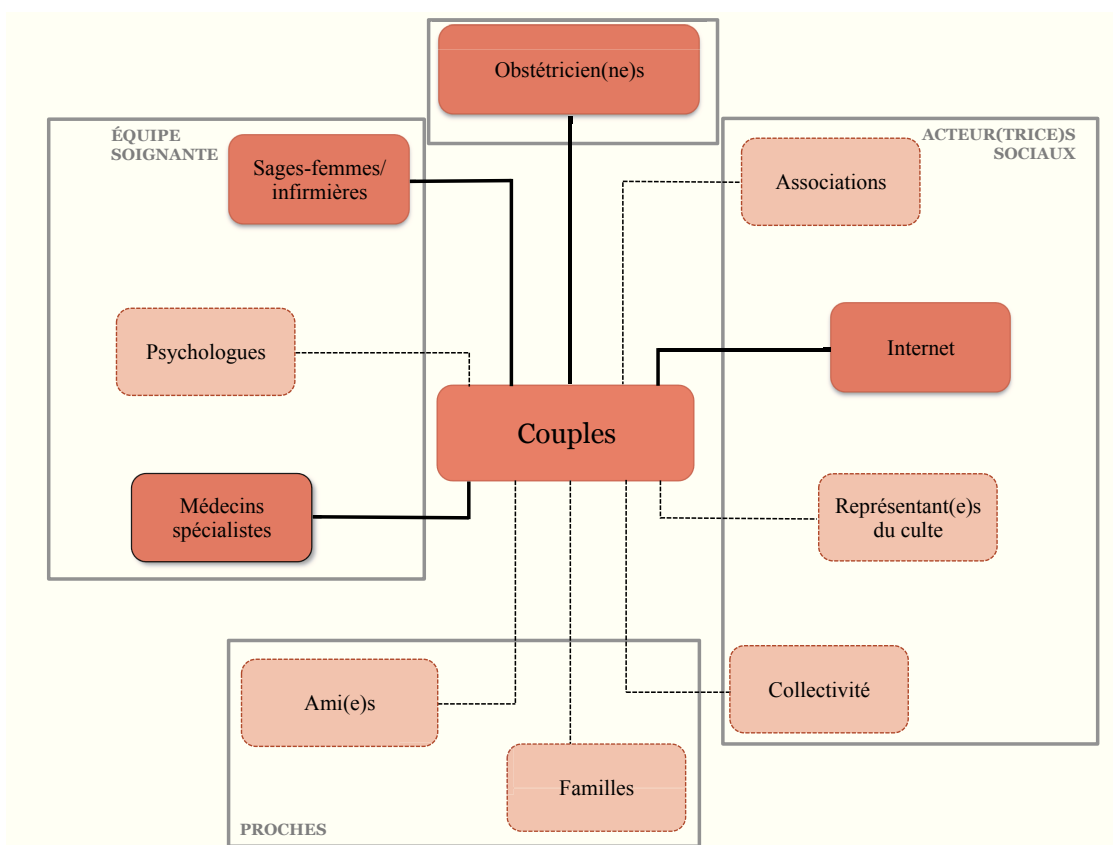 Obstétricien(ne)s
ÉQUIPE
SOIGNANTE
Sages-femmes/
infirmières
Psychologues
Médecins
spécialistes
ACTEUR(TRICE)S
SOCIAUX
Associations
Internet
Représentant(e)s
du culte
Collectivité
Couples
Ami(e)s
Familles
PROCHES